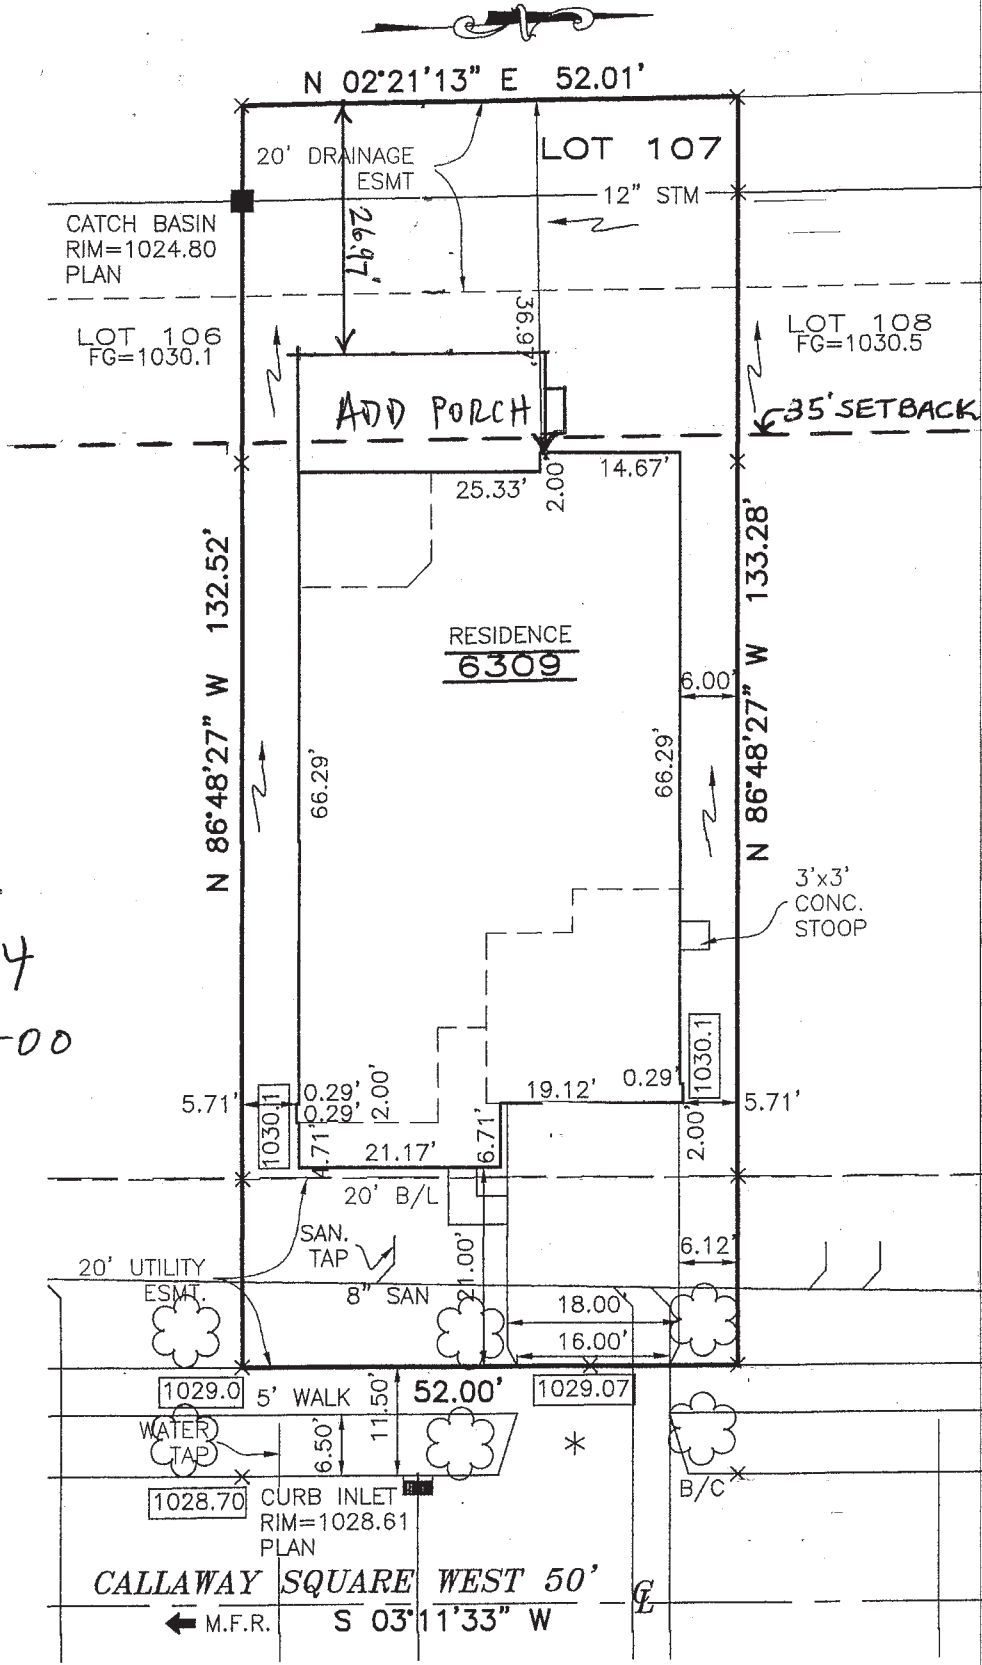 N 02°21'13" E 52.01'
LOT 107
20' DRAINAGE
ESMT
12" STM
CATCH BASIN
RIM=1024.80
PLAN
26.97'
36.97'
LOT 106
FG=1030.1
LOT 108
FG=1030.5
ADD PORCH
35' SETBACK
25.33'
2.00'
14.67'
N 86°48'27" W 132.52'
N 86°48'27" W 133.28'
RESIDENCE
6309
6.00'
66.29'
66.29'
3'x3'
CONC.
STOOP
4
-00
5.71'
1030.1
0.29'
0.29'
2.00'
19.12'
0.29'
1030.1
5.71'
4.71'
21.17'
6.71'
2.00'
20' B/L
SAN.
TAP
20' UTILITY
ESMT.
8" SAN
21.00'
6.12'
18.00'
16.00'
1029.0
5' WALK
52.00'
1029.07
11.50'
6.50'
WATER
TAP
*
B/C
1028.70
CURB INLET
RIM=1028.61
PLAN
CALLAWAY SQUARE WEST 50'
℄
M.F.R.
S 03°11'33" W